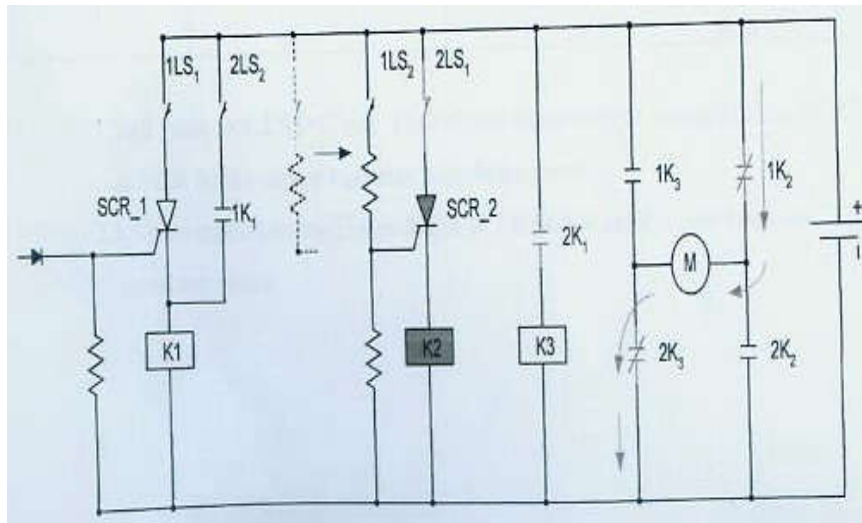 1LS₁
2LS₂
1LS₂
2LS₁
SCR_1
1K₁
SCR_2
2K₁
1K₃
1K₂
M
+
K1
K2
K3
2K₃
2K₂